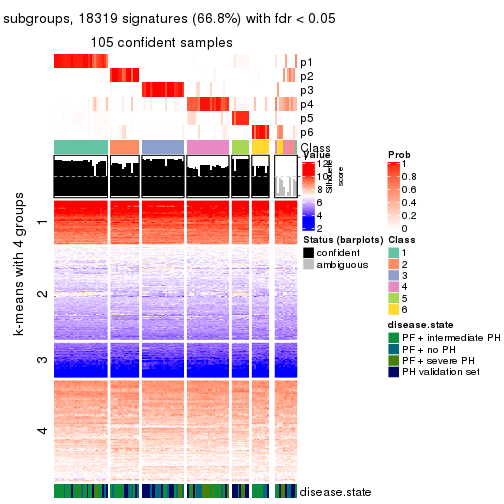 subgroups, 18319 signatures (66.8%) with fdr < 0.05
105 confident samples
p1
p2
p3
p4
p5
p6
Class
silhouette
score
k-means with 4 groups
1
2
3
4
disease.state
Value
12
10
8
6
4
2
Prob
1
0.8
0.6
0.4
0.2
0
Status (barplots)
confident
ambiguous
Class
1
2
3
4
5
6
disease.state
PF + intermediate PH
PF + no PH
PF + severe PH
PH validation set